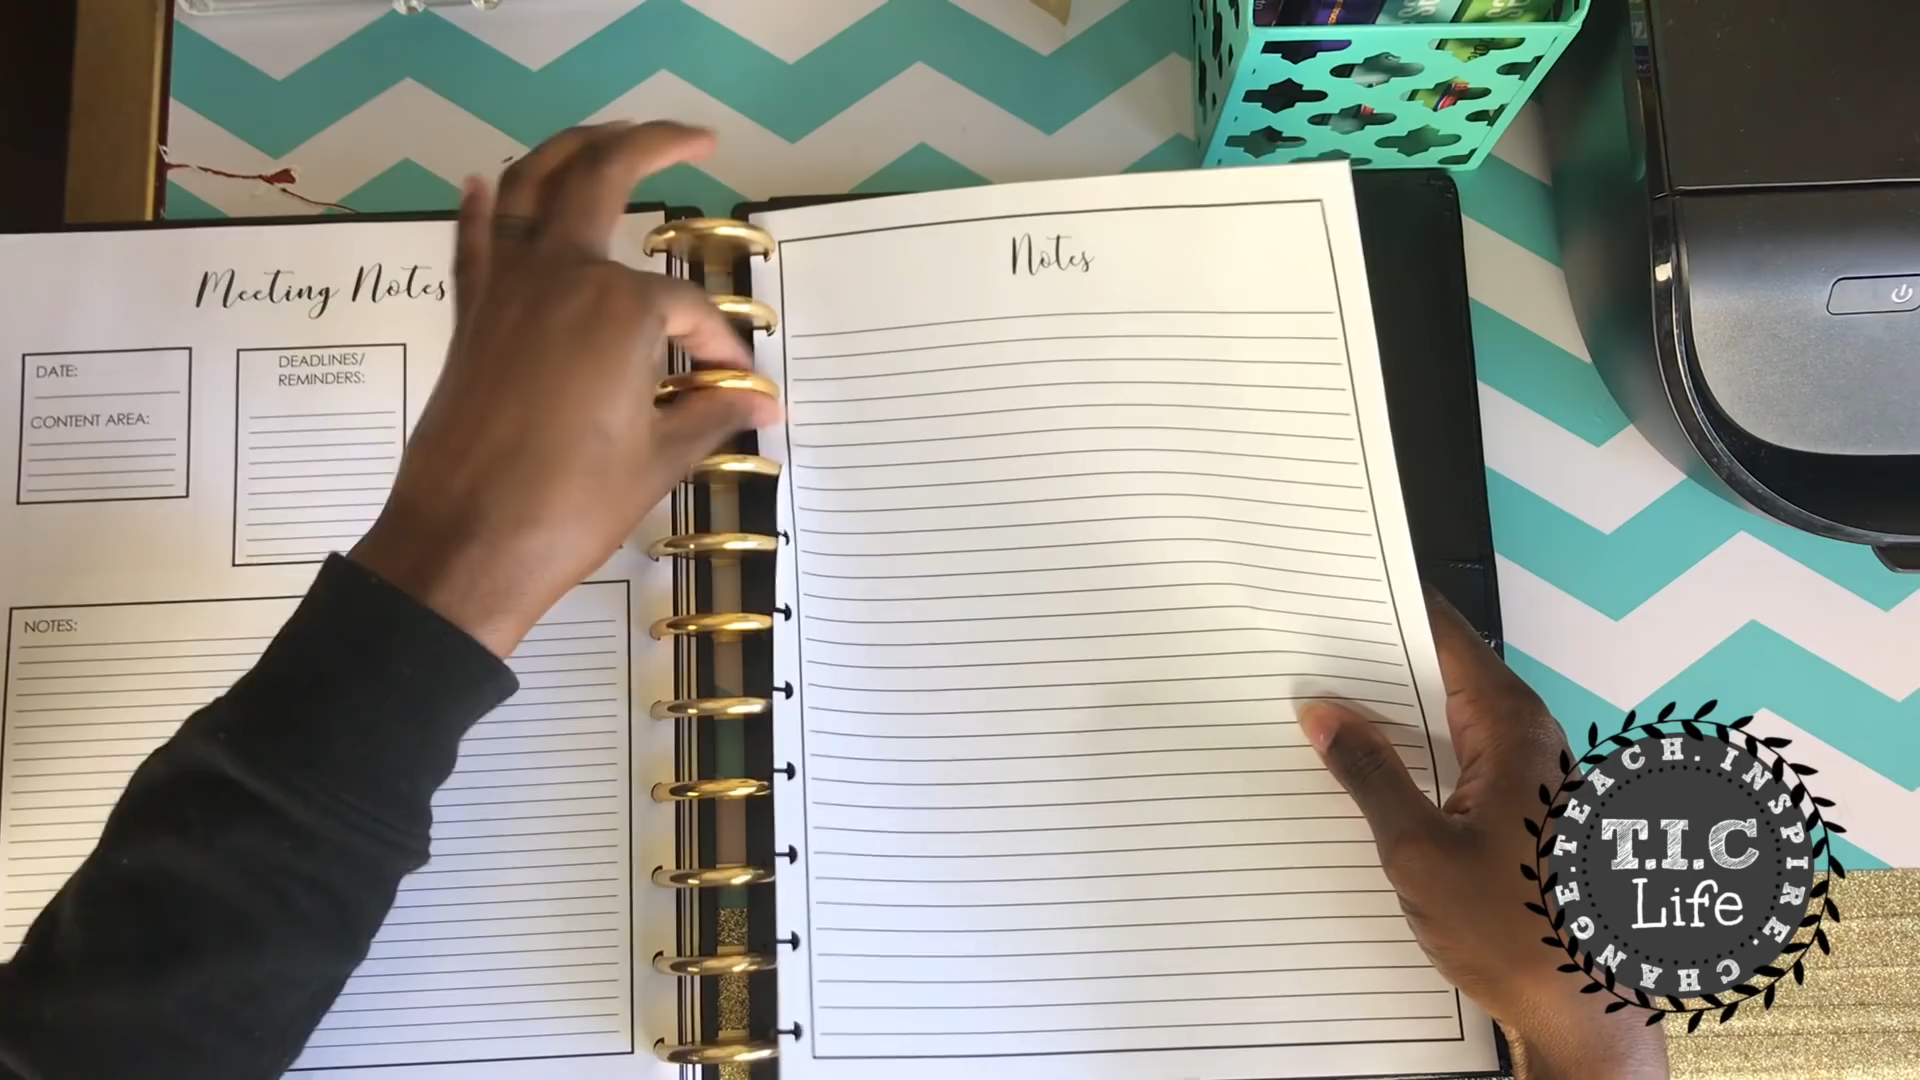 Meeting Notes
DATE:
CONTENT AREA:
DEADLINES/
REMINDERS:
NOTES:
Notes
TEACH. INSPIRE. CHANGE.
T.I.C
Life